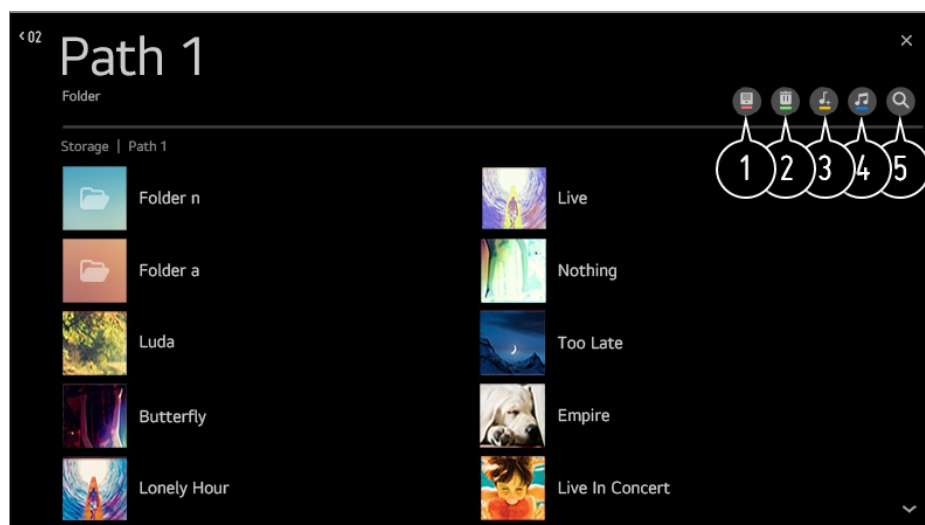 < 02
Path 1
Folder
1 2 3 4 5
Storage | Path 1
Folder n
Live
Folder a
Nothing
Luda
Too Late
Butterfly
Empire
Lonely Hour
Live In Concert